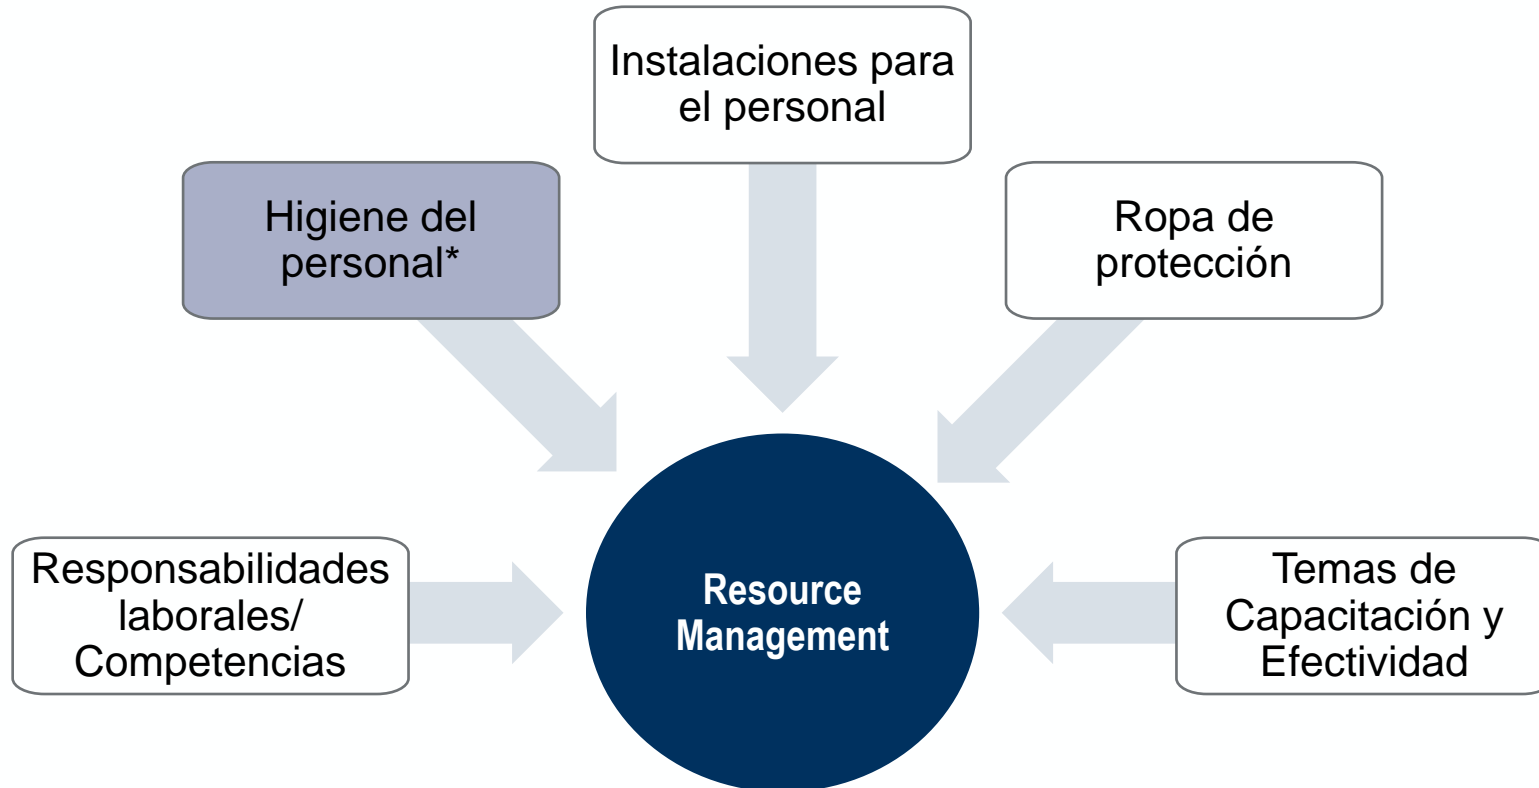 Instalaciones para
el personal
Higiene del
personal*
Ropa de
protección
Responsabilidades
laborales/
Competencias
Resource
Management
Temas de
Capacitación y
Efectividad